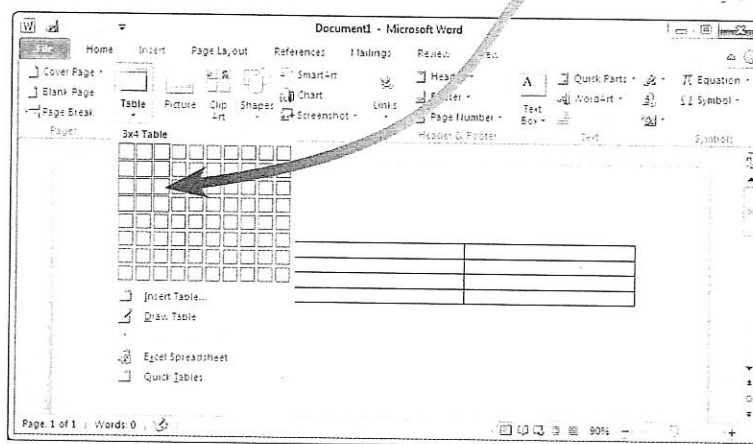 W
Document1 - Microsoft Word
File Home Insert Page Layout References Mailings Review View
Cover Page
Blank Page
Page Break
Pages
Table
Picture
Clip Art
Shapes
SmartArt
Chart
Screenshot
Links
Header
Footer
Page Number
Header & Footer
A
Text Box
Quick Parts
WordArt
Text
π Equation
Ω Symbol
Symbols
3x4 Table
Insert Table...
Draw Table
Excel Spreadsheet
Quick Tables
Page: 1 of 1 Words: 0
90% - +